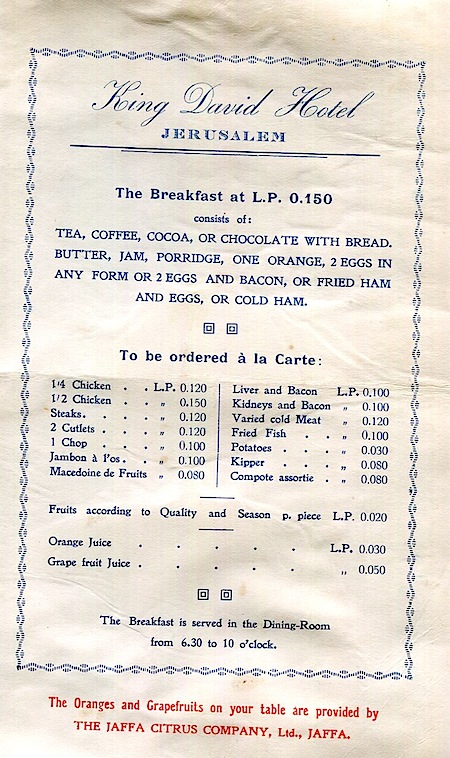 King David Hotel
JERUSALEM
The Breakfast at L.P. 0.150
consists of:
TEA, COFFEE, COCOA, OR CHOCOLATE WITH BREAD.
BUTTER, JAM, PORRIDGE, ONE ORANGE, 2 EGGS IN
ANY FORM OR 2 EGGS AND BACON, OR FRIED HAM
AND EGGS, OR COLD HAM.
To be ordered à la Carte:
1/4 Chicken . . L.P. 0.120
1/2 Chicken . . „ 0.150
Steaks. . . . „ 0.120
2 Cutlets . . . „ 0.120
1 Chop . . . „ 0.100
Jambon à l'os. . „ 0.100
Macedoine de Fruits „ 0.080
Liver and Bacon L.P. 0.100
Kidneys and Bacon „ 0.100
Varied cold Meat „ 0.120
Fried Fish . . „ 0.100
Potatoes . . . „ 0.030
Kipper . . . „ 0.080
Compote assortie . „ 0.080
Fruits according to Quality and Season p. piece L.P. 0.020
Orange Juice . . . . . L.P. 0.030
Grape fruit Juice . . . . . „ 0.050
The Breakfast is served in the Dining-Room
from 6.30 to 10 o'clock.
The Oranges and Grapefruits on your table are provided by
THE JAFFA CITRUS COMPANY, Ltd., JAFFA.